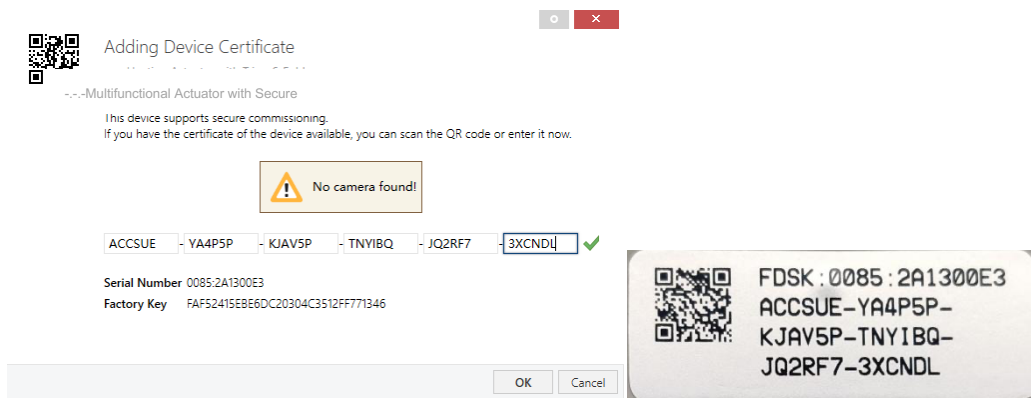 Adding Device Certificate
-.-.-Multifunctional Actuator with Secure
This device supports secure commissioning.
If you have the certificate of the device available, you can scan the QR code or enter it now.
No camera found!
ACCSUE - YA4P5P - KJAV5P - TNYIBQ - JQ2RF7 - 3XCNDL
Serial Number 0085:2A1300E3
Factory Key FAF52415EBE6DC20304C3512FF771346
OK Cancel
FDSK:0085:2A1300E3
ACCSUE-YA4P5P-
KJAV5P-TNYIBQ-
JQ2RF7-3XCNDL